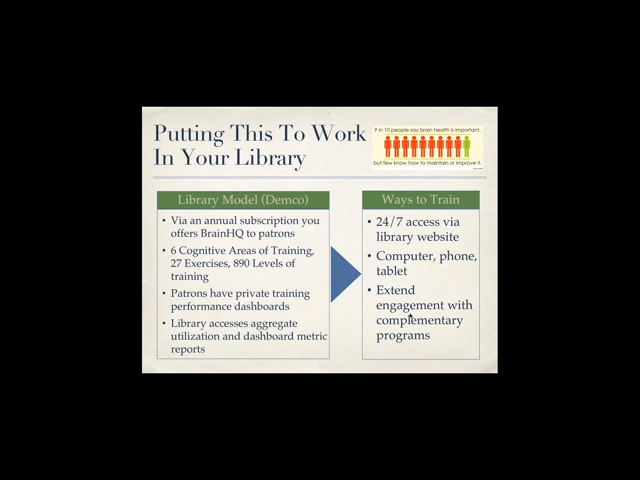 Putting This To Work
In Your Library
9 in 10 people say brain health is important.
but few know how to maintain or improve it.
Library Model (Demco)
• Via an annual subscription you
offers BrainHQ to patrons
• 6 Cognitive Areas of Training,
27 Exercises, 890 Levels of
training
• Patrons have private training
performance dashboards
• Library accesses aggregate
utilization and dashboard metric
reports
Ways to Train
• 24/7 access via
library website
• Computer, phone,
tablet
• Extend
engagement with
complementary
programs